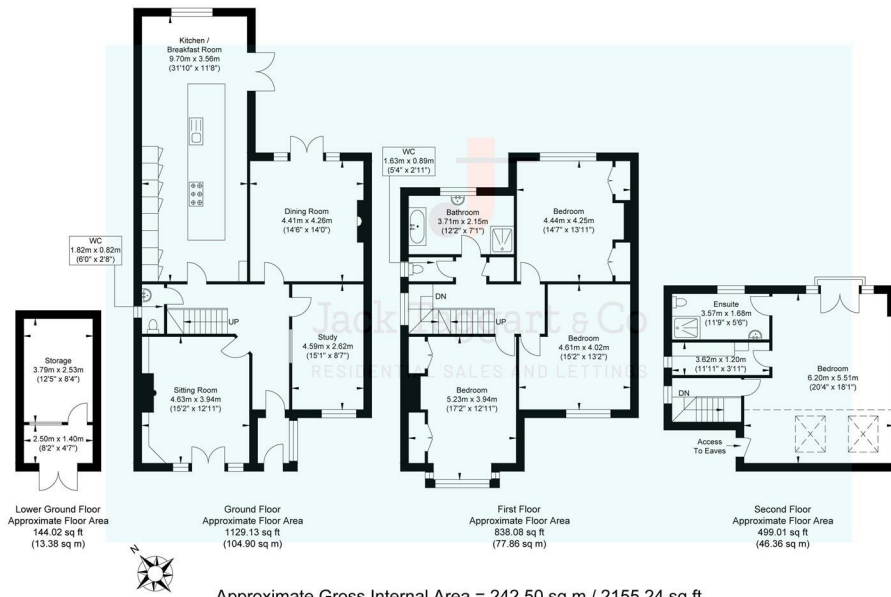 Kitchen /
Breakfast Room
9.70m x 3.56m
(31'10" x 11'8")
WC
1.82m x 0.82m
(6'0" x 2'8")
Dining Room
4.41m x 4.26m
(14'6" x 14'0")
UP
Study
4.59m x 2.62m
(15'1" x 8'7")
Sitting Room
4.63m x 3.94m
(15'2" x 12'11")
Storage
3.79m x 2.53m
(12'5" x 8'4")
2.50m x 1.40m
(8'2" x 4'7")
WC
1.63m x 0.89m
(5'4" x 2'11")
Bathroom
3.71m x 2.15m
(12'2" x 7'1")
Bedroom
4.44m x 4.25m
(14'7" x 13'11")
DN
UP
Bedroom
4.61m x 4.02m
(15'2" x 13'2")
Bedroom
5.23m x 3.94m
(17'2" x 12'11")
Ensuite
3.57m x 1.68m
(11'9" x 5'6")
3.62m x 1.20m
(11'11" x 3'11")
DN
Bedroom
6.20m x 5.51m
(20'4" x 18'1")
Access
To Eaves
Jack Taggart & Co
RESIDENTIAL SALES AND LETTINGS
Lower Ground Floor
Approximate Floor Area
144.02 sq ft
(13.38 sq m)
Ground Floor
Approximate Floor Area
1129.13 sq ft
(104.90 sq m)
First Floor
Approximate Floor Area
838.08 sq ft
(77.86 sq m)
Second Floor
Approximate Floor Area
499.01 sq ft
(46.36 sq m)
N
Approximate Gross Internal Area = 242.50 sq m / 2155.24 sq ft